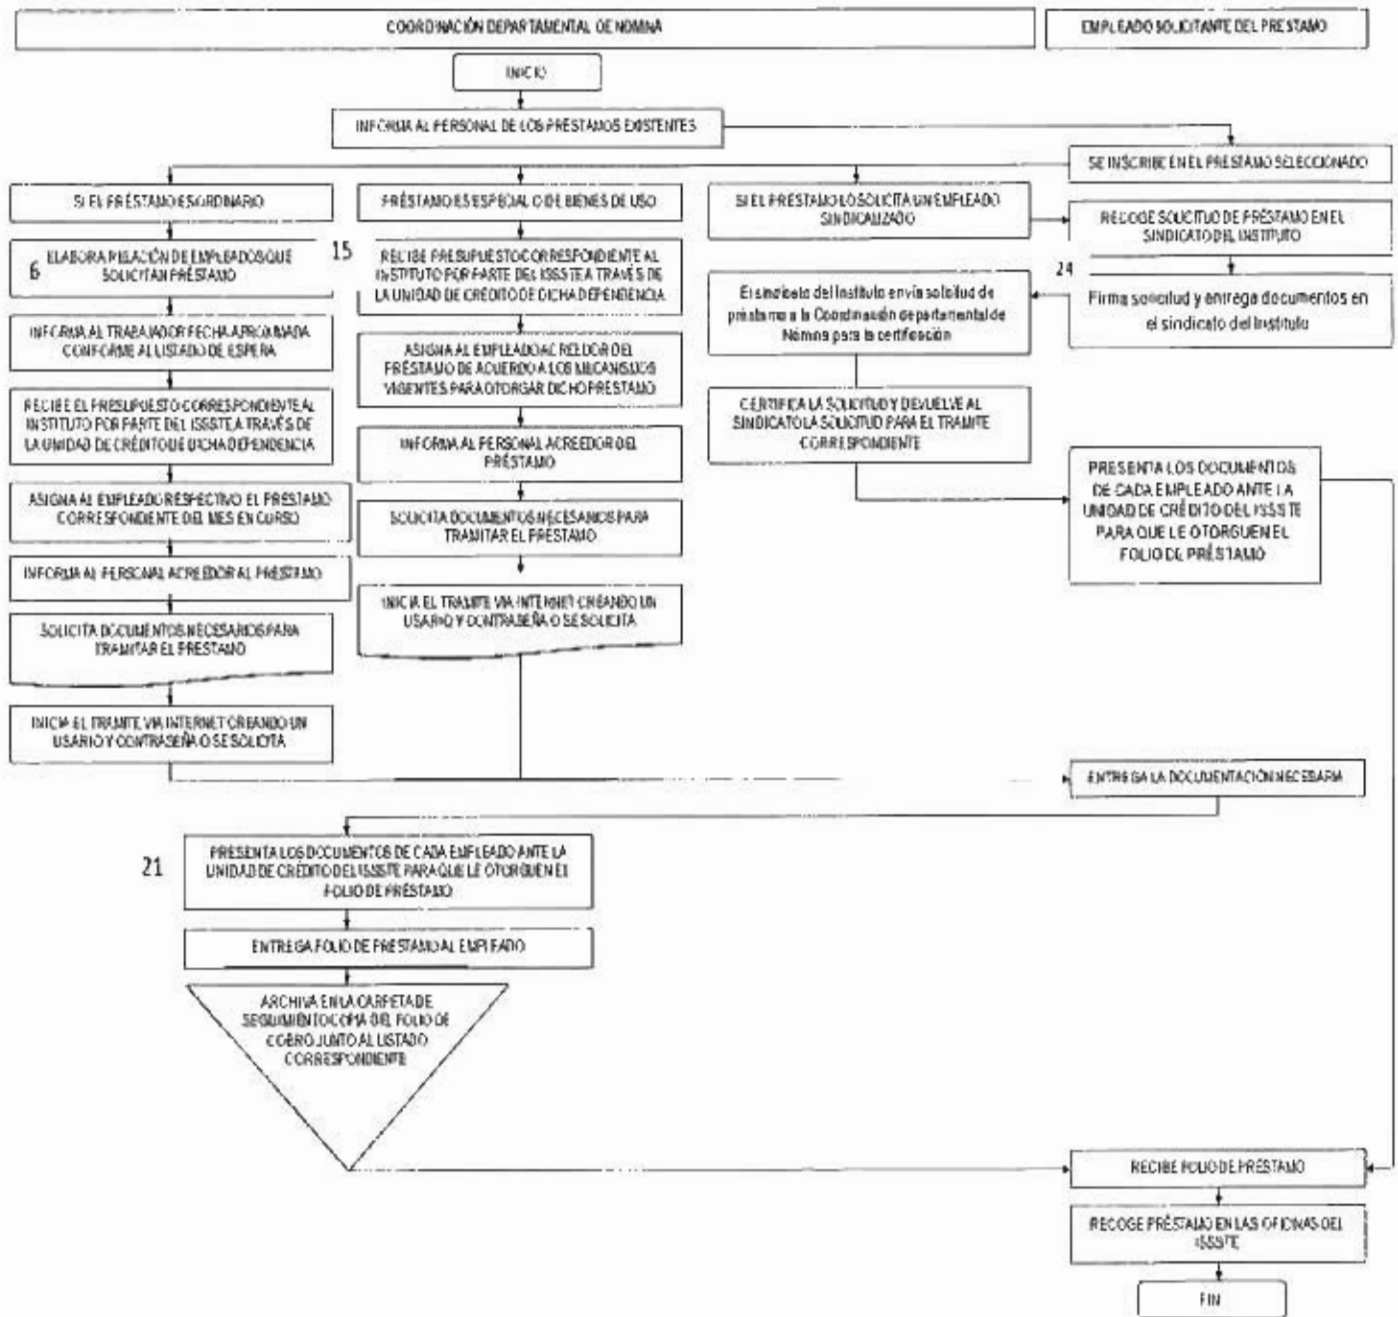 COORDINACIÓN DEPARTAMENTAL DE NOMINA
EMPLEADO SOLICITANTE DEL PRESTAMO
INICIO
INFORMA AL PERSONAL DE LOS PRÉSTAMOS EXISTENTES
SE INSCRIBE EN EL PRÉSTAMO SELECCIONADO
SI EL PRÉSTAMO ES ORDINARIO
6
ELABORA RELACIÓN DE EMPLEADOS QUE
SOLICITAN PRÉSTAMO
INFORMA AL TRABAJADOR FECHA APROXIMADA
CONFORME AL LISTADO DE ESPERA
RECIBE EL PRESUPUESTO CORRESPONDIENTE AL
INSTITUTO POR PARTE DEL ISSSTE A TRAVÉS DE
LA UNIDAD DE CRÉDITO DE DICHA DEPENDENCIA
ASIGNA AL EMPLEADO RESPECTIVO EL PRÉSTAMO
CORRESPONDIENTE DEL MES EN CURSO
INFORMA AL PERSONAL ACREEDOR AL PRÉSTAMO
SOLICITA DOCUMENTOS NECESARIOS PARA
TRAMITAR EL PRÉSTAMO
INICIA EL TRAMITE VIA INTERNET CREANDO UN
USARIO Y CONTRASEÑA O SE SOLICITA
PRÉSTAMO ES ESPECIAL O DE BIENES DE USO
15
RECIBE PRESUPUESTO CORRESPONDIENTE AL
INSTITUTO POR PARTE DEL ISSSTE A TRAVÉS DE
LA UNIDAD DE CRÉDITO DE DICHA DEPENDENCIA
ASIGNA AL EMPLEADO ACREEDOR DEL
PRÉSTAMO DE ACUERDO A LOS MECANISMOS
VIGENTES PARA OTORGAR DICHO PRESTAMO
INFORMA AL PERSONAL ACREEDOR DEL
PRÉSTAMO
SOLICITA DOCUMENTOS NECESARIOS PARA
TRAMITAR EL PRÉSTAMO
INICIA EL TRAMITE VIA INTERNET CREANDO UN
USARIO Y CONTRASEÑA O SE SOLICITA
SI EL PRÉSTAMO LO SOLICITA UN EMPLEADO
SINDICALIZADO
RECOGE SOLICITUD DE PRÉSTAMO EN EL
SINDICATO DEL INSTITUTO
24
Firma solicitud y entrega documentos en
el sindicato del Instituto
El sindicato del Instituto envía solicitud de
préstamo a la Coordinación departamental de
Nómina para la certificación
CERTIFICA LA SOLICITUD Y DEVUELVE AL
SINDICATO LA SOLICITUD PARA EL TRAMITE
CORRESPONDIENTE
PRESENTA LOS DOCUMENTOS
DE CADA EMPLEADO ANTE LA
UNIDAD DE CRÉDITO DEL ISSSTE
PARA QUE LE OTORGUEN EL
FOLIO DE PRÉSTAMO
ENTREGA LA DOCUMENTACIÓN NECESARIA
21
PRESENTA LOS DOCUMENTOS DE CADA EMPLEADO ANTE LA
UNIDAD DE CRÉDITO DEL ISSSTE PARA QUE LE OTORGUEN EL
FOLIO DE PRÉSTAMO
ENTREGA FOLIO DE PRÉSTAMO AL EMPLEADO
ARCHIVA EN LA CARPETA DE
SEGUIMIENTO COPIA DEL FOLIO DE
COBRO JUNTO AL LISTADO
CORRESPONDIENTE
RECIBE FOLIO DE PRÉSTAMO
RECOGE PRÉSTAMO EN LAS OFICINAS DEL
ISSSTE
FIN